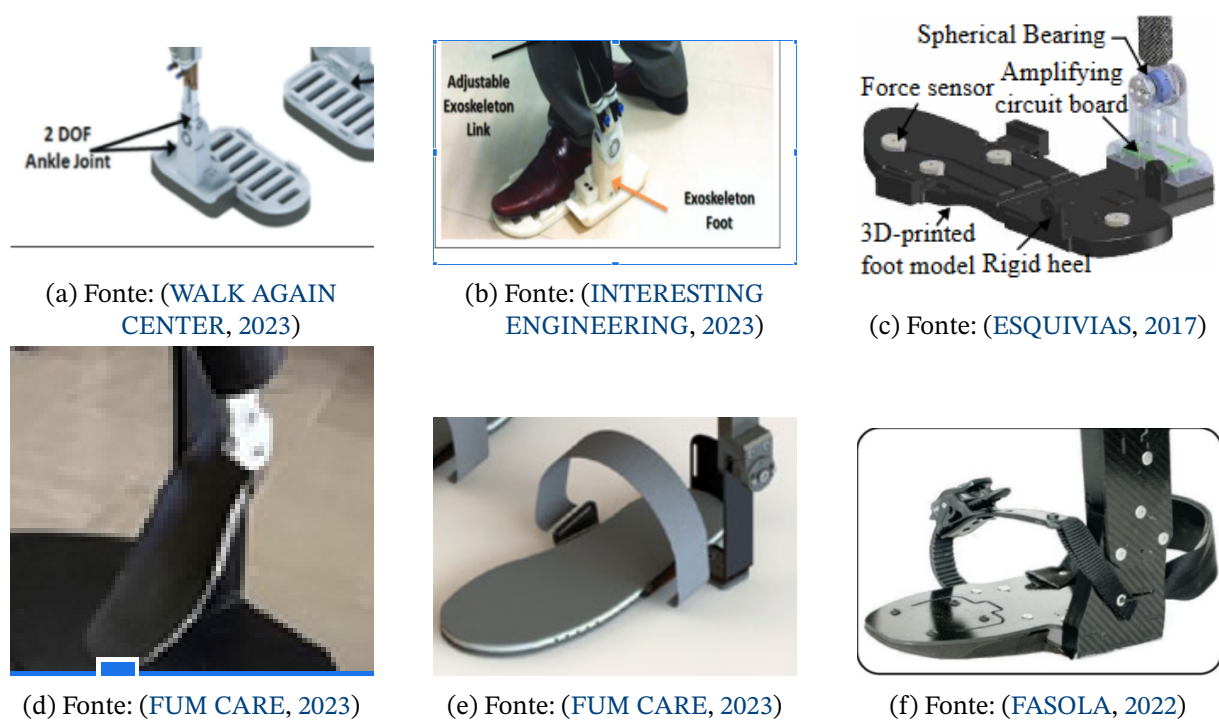 2 DOF
Ankle Joint
Adjustable
Exoskeleton
Link
Exoskeleton
Foot
Spherical Bearing
Amplifying
Force sensor
circuit board
3D-printed
foot model
Rigid heel
(a) Fonte: (WALK AGAIN
CENTER, 2023)
(b) Fonte: (INTERESTING
ENGINEERING, 2023)
(c) Fonte: (ESQUIVIAS, 2017)
(d) Fonte: (FUM CARE, 2023)
(e) Fonte: (FUM CARE, 2023)
(f) Fonte: (FASOLA, 2022)